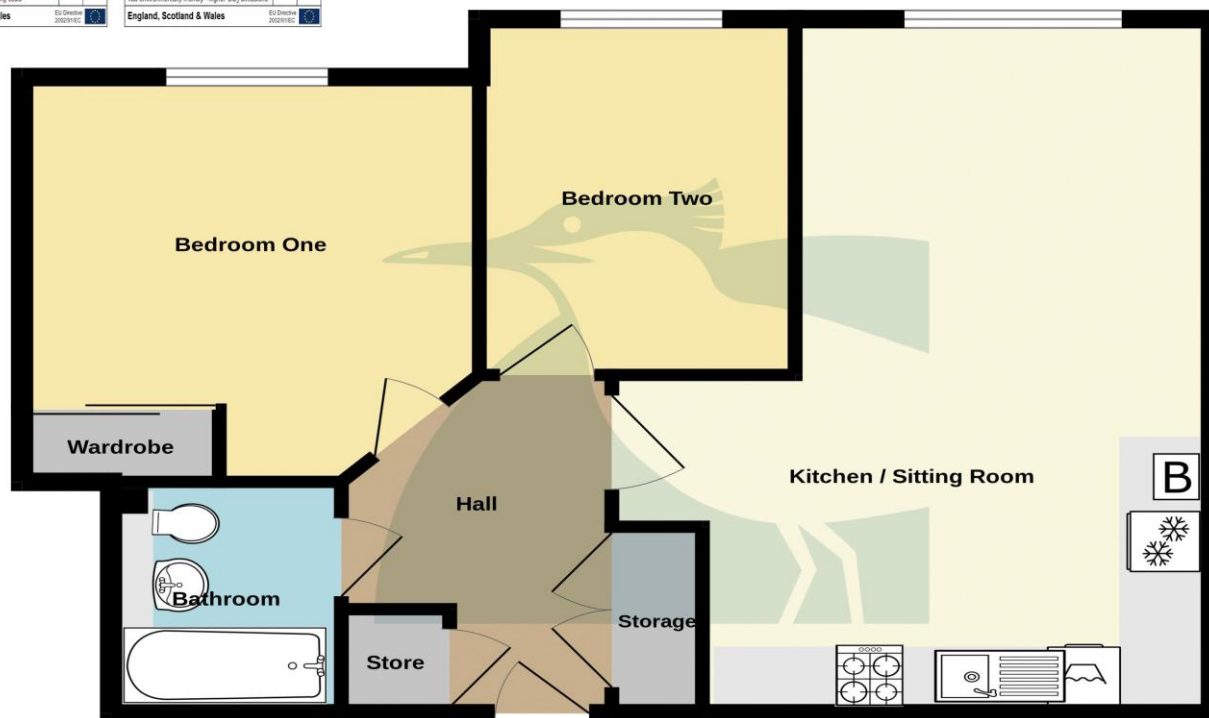 England, Scotland & Wales
EU Directive
2002/91/EC
EU Directive
2002/91/EC
Bedroom Two
Bedroom One
Wardrobe
Kitchen / Sitting Room
B
Hall
Bathroom
Storage
Store